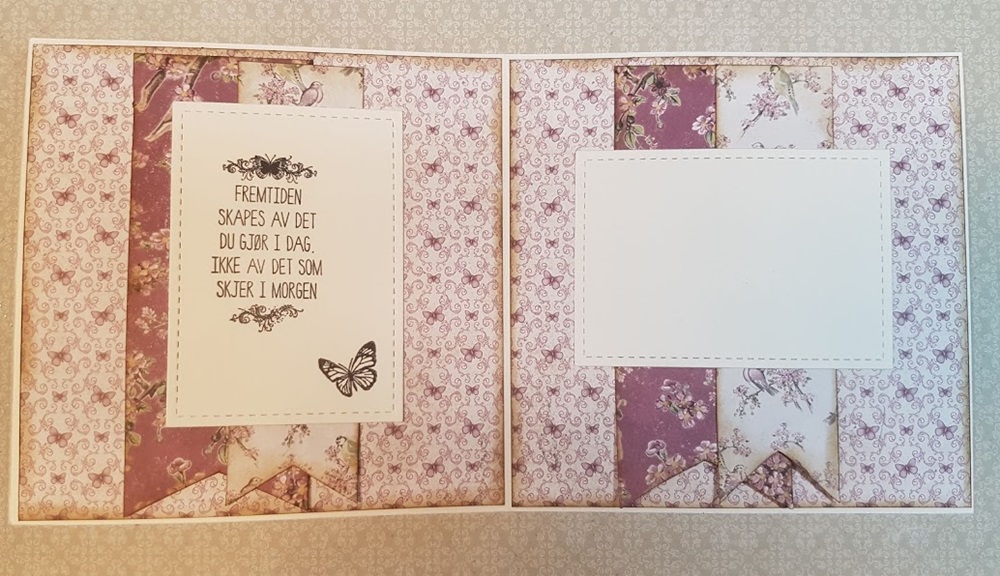 FREMTIDEN
SKAPES AV DET
DU GJØR I DAG,
IKKE AV DET SOM
SKJER I MORGEN